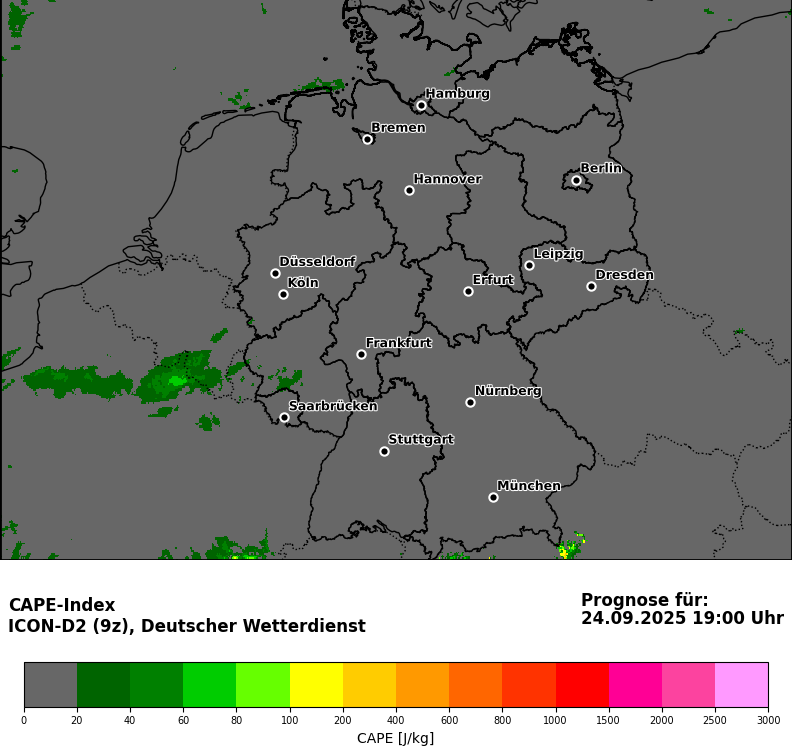 Hamburg
Bremen
Berlin
Hannover
Leipzig
Düsseldorf
Dresden
Erfurt
Köln
Frankfurt
Nürnberg
Saarbrücken
Stuttgart
München
CAPE-Index
ICON-D2 (9z), Deutscher Wetterdienst
Prognose für:
24.09.2025 19:00 Uhr
0 20 40 60 80 100 200 400 600 800 1000 1500 2000 2500 3000
CAPE [J/kg]